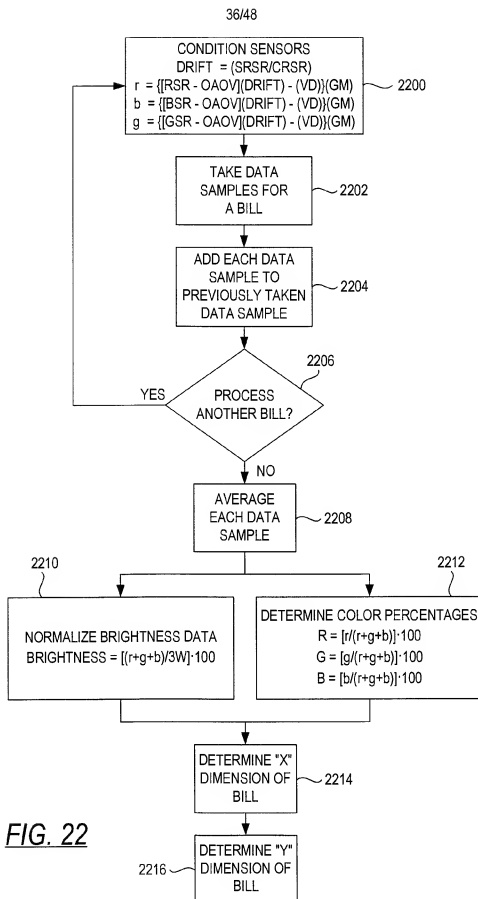 36/48
CONDITION SENSORS
DRIFT = (SRSR/CRSR)
r = {[RSR - OAOV](DRIFT) - (VD)}(GM)
b = {[BSR - OAOV](DRIFT) - (VD)}(GM)
g = {[GSR - OAOV](DRIFT) - (VD)}(GM)
2200
TAKE DATA
SAMPLES FOR
A BILL
2202
ADD EACH DATA
SAMPLE TO
PREVIOUSLY TAKEN
DATA SAMPLE
2204
2206
YES
PROCESS
ANOTHER BILL?
NO
AVERAGE
EACH DATA
SAMPLE
2208
2210
NORMALIZE BRIGHTNESS DATA
BRIGHTNESS = [(r+g+b)/3W]·100
2212
DETERMINE COLOR PERCENTAGES
R = [r/(r+g+b)]·100
G = [g/(r+g+b)]·100
B = [b/(r+g+b)]·100
DETERMINE "X"
DIMENSION OF
BILL
2214
FIG. 22
2216
DETERMINE "Y"
DIMENSION OF
BILL